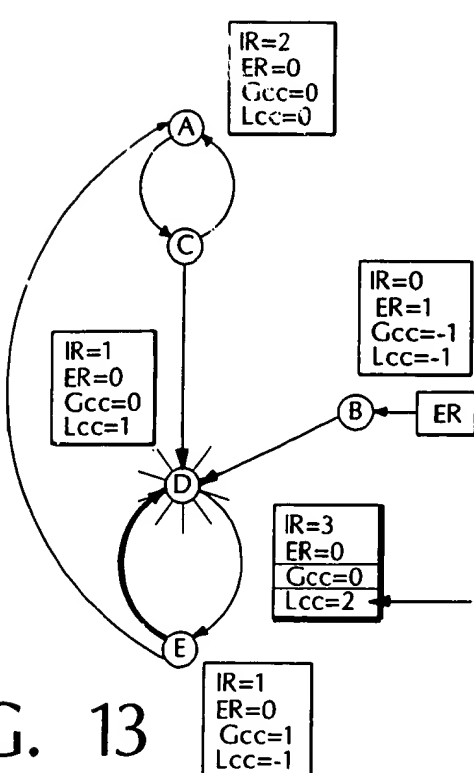 IR=2
ER=0
Gcc=0
Lcc=0
A
C
IR=0
ER=1
Gcc=-1
Lcc=-1
IR=1
ER=0
Gcc=0
Lcc=1
B
ER
D
IR=3
ER=0
Gcc=0
Lcc=2
E
IR=1
ER=0
Gcc=1
Lcc=-1
G. 13